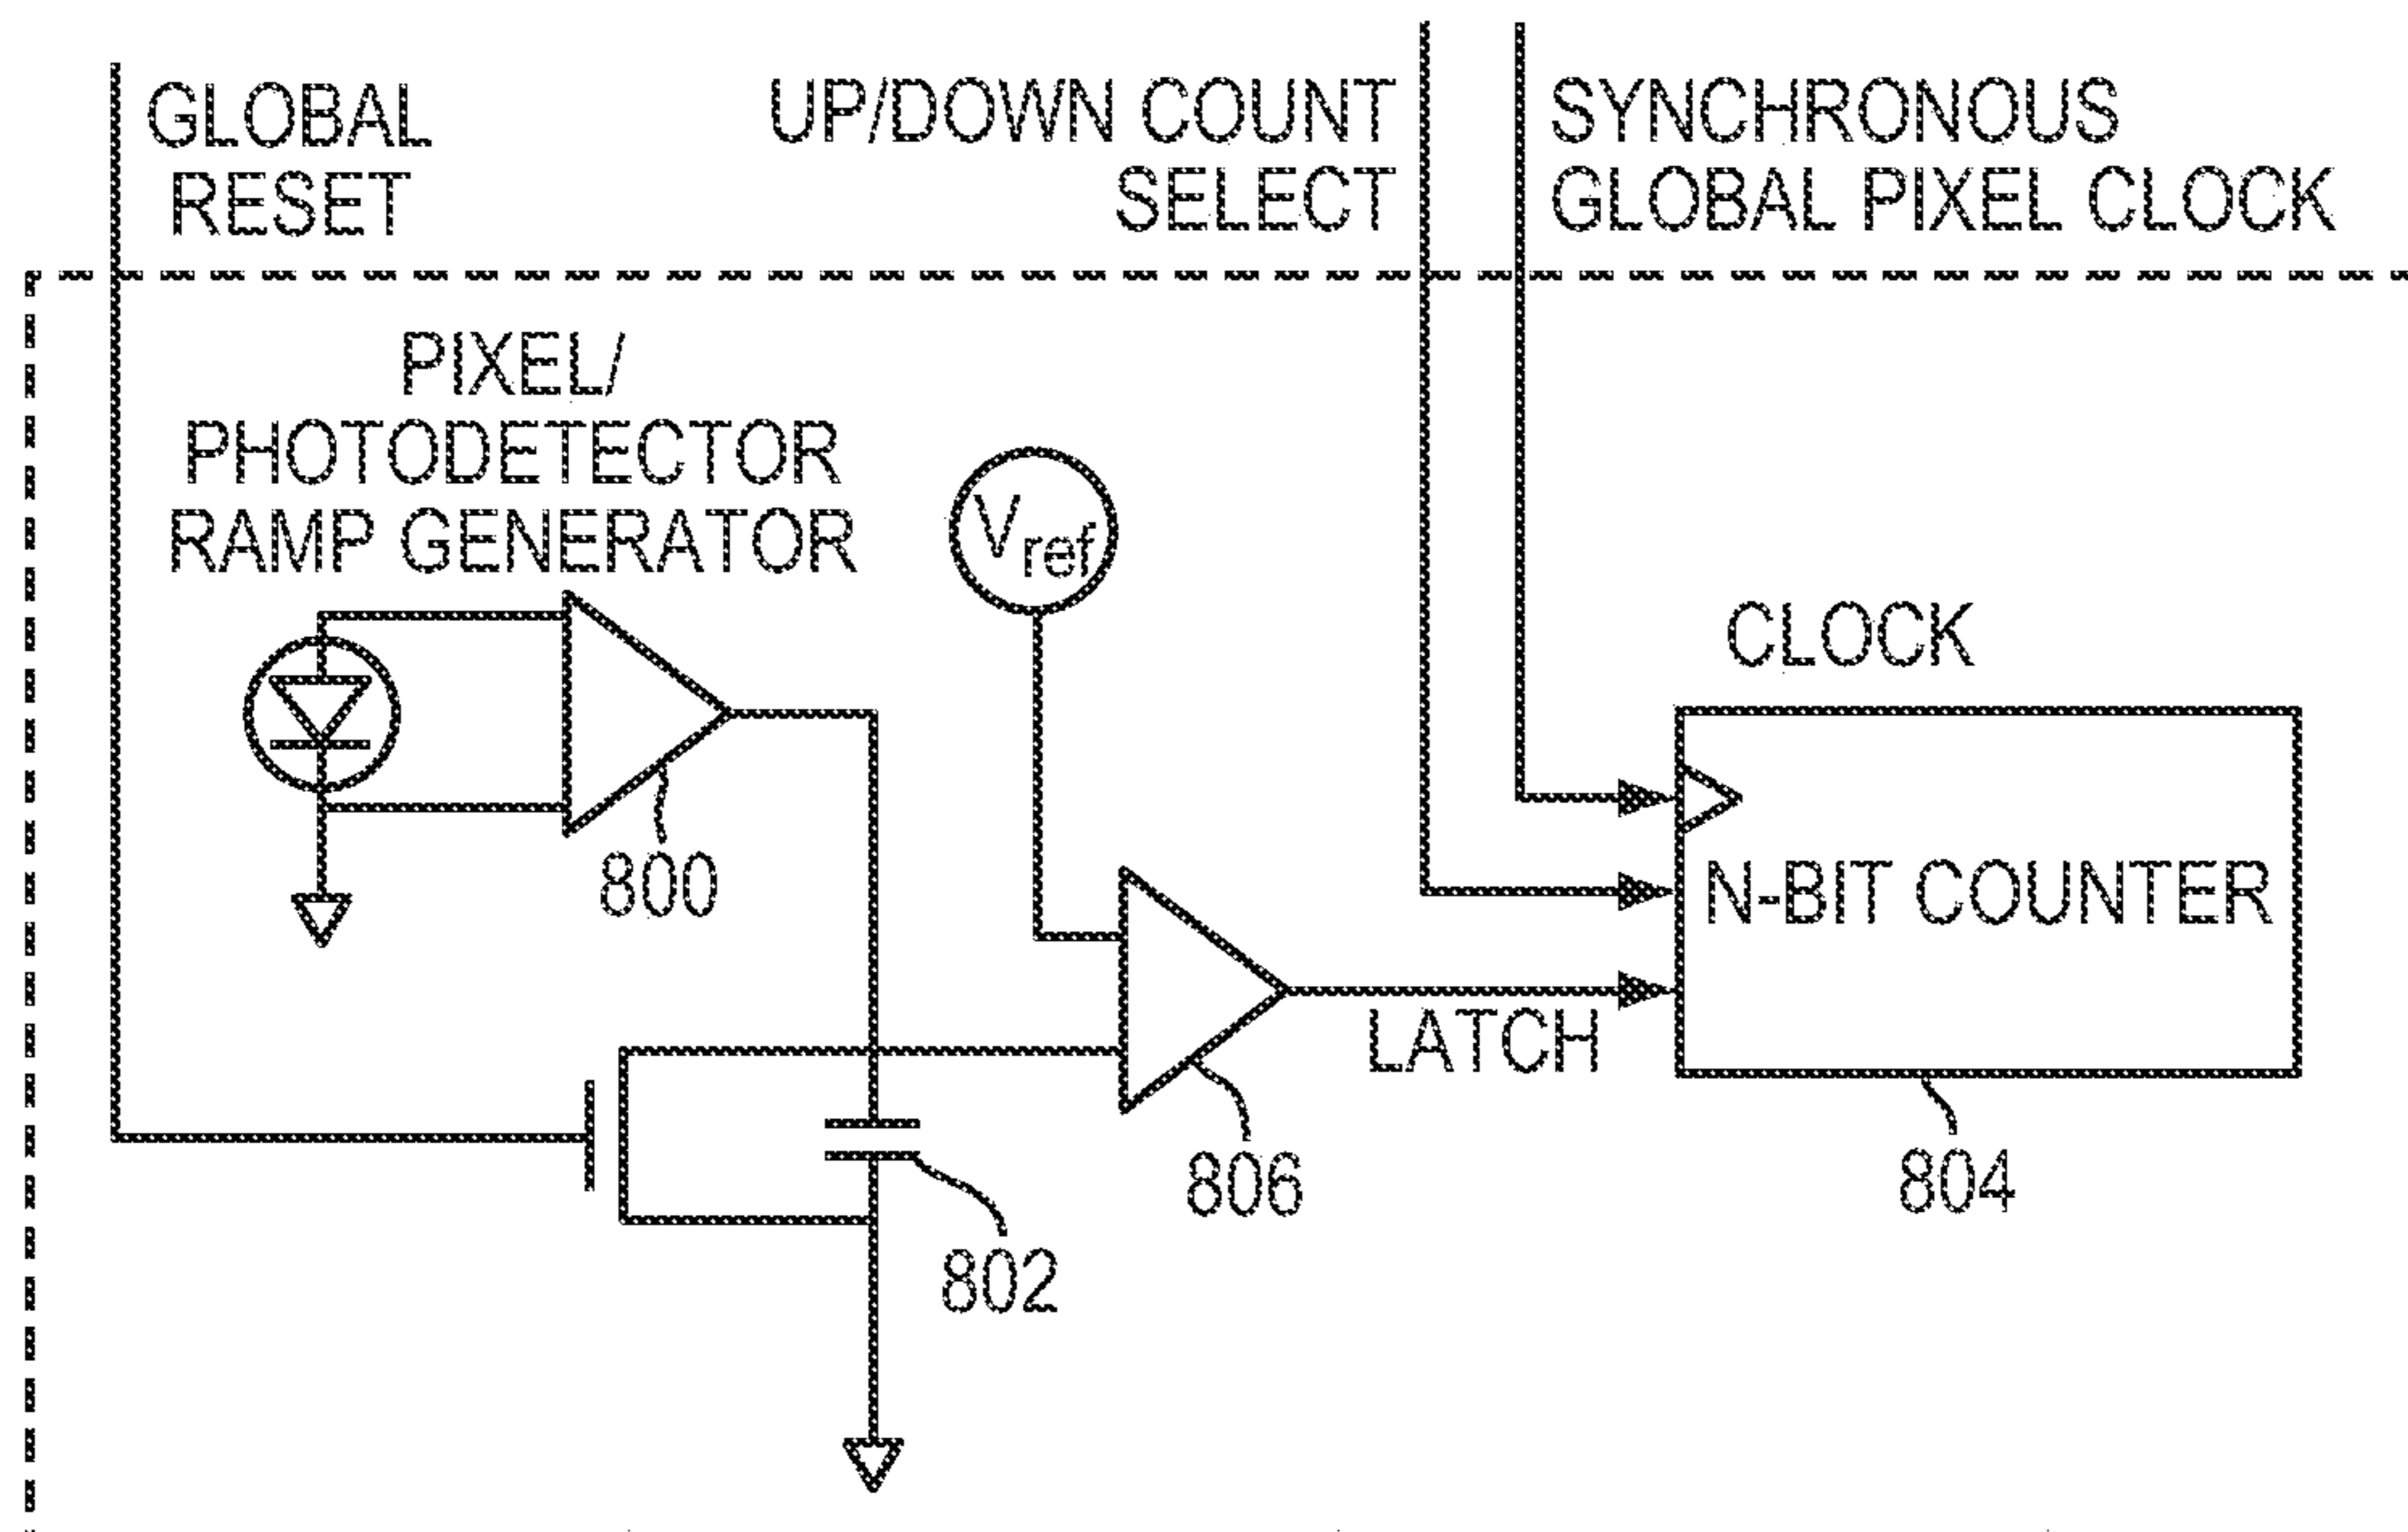 GLOBAL
RESET
UP/DOWN COUNT
SELECT
SYNCHRONOUS
GLOBAL PIXEL CLOCK
PIXEL/
PHOTODETECTOR
RAMP GENERATOR
Vref
CLOCK
800
N-BIT COUNTER
LATCH
806
804
802